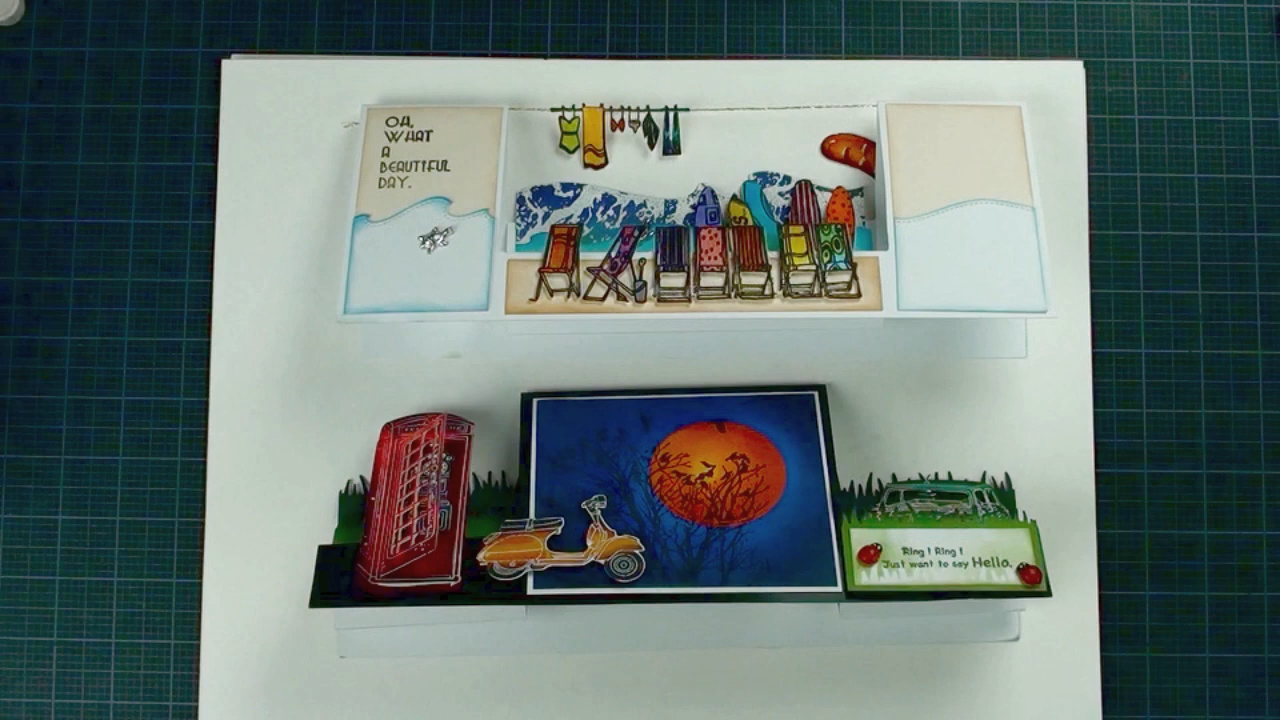 OH,
WHAT
A
BEAUTIFUL
DAY.
Ring! Ring!
Just want to say Hello.